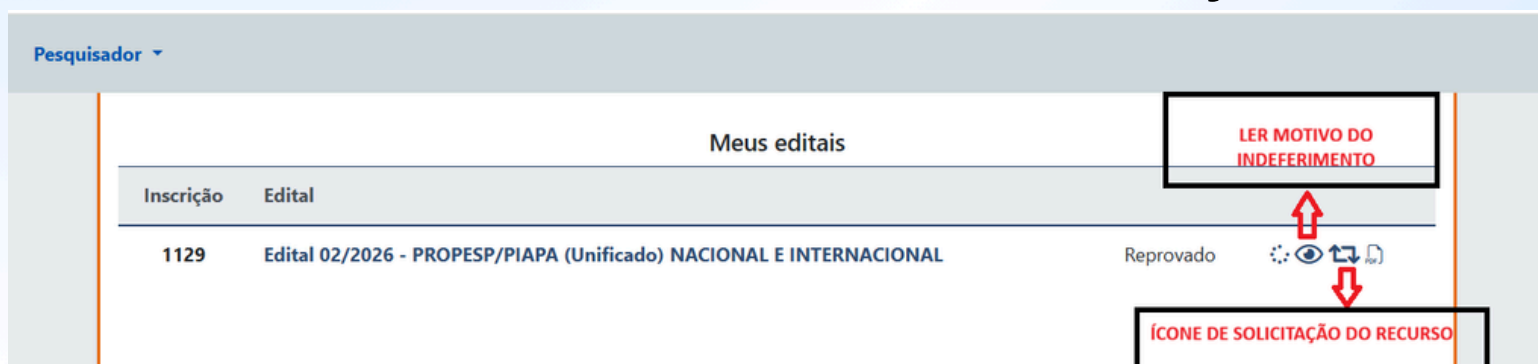 Pesquisador
Meus editais
LER MOTIVO DO
INDEFERIMENTO
Inscrição Edital
1129 Edital 02/2026 - PROPESP/PIAPA (Unificado) NACIONAL E INTERNACIONAL Reprovado
PDF
ÍCONE DE SOLICITAÇÃO DO RECURSO